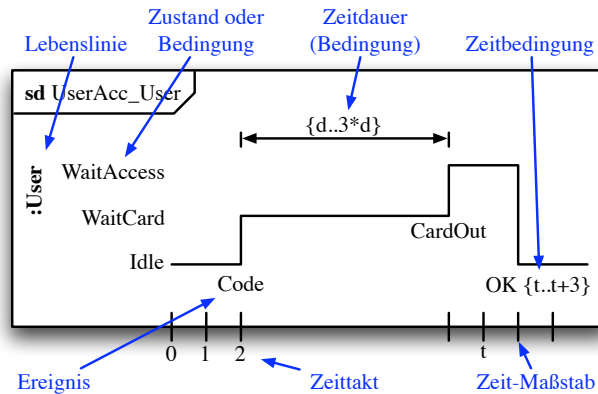 Zustand oder
Bedingung
Zeitdauer
(Bedingung)
Lebenslinie
Zeitbedingung
sd UserAcc_User
{d..3*d}
:User
WaitAccess
WaitCard
CardOut
Idle
Code
OK {t..t+3}
0 1 2 t
Ereignis
Zeittakt
Zeit-Maßstab